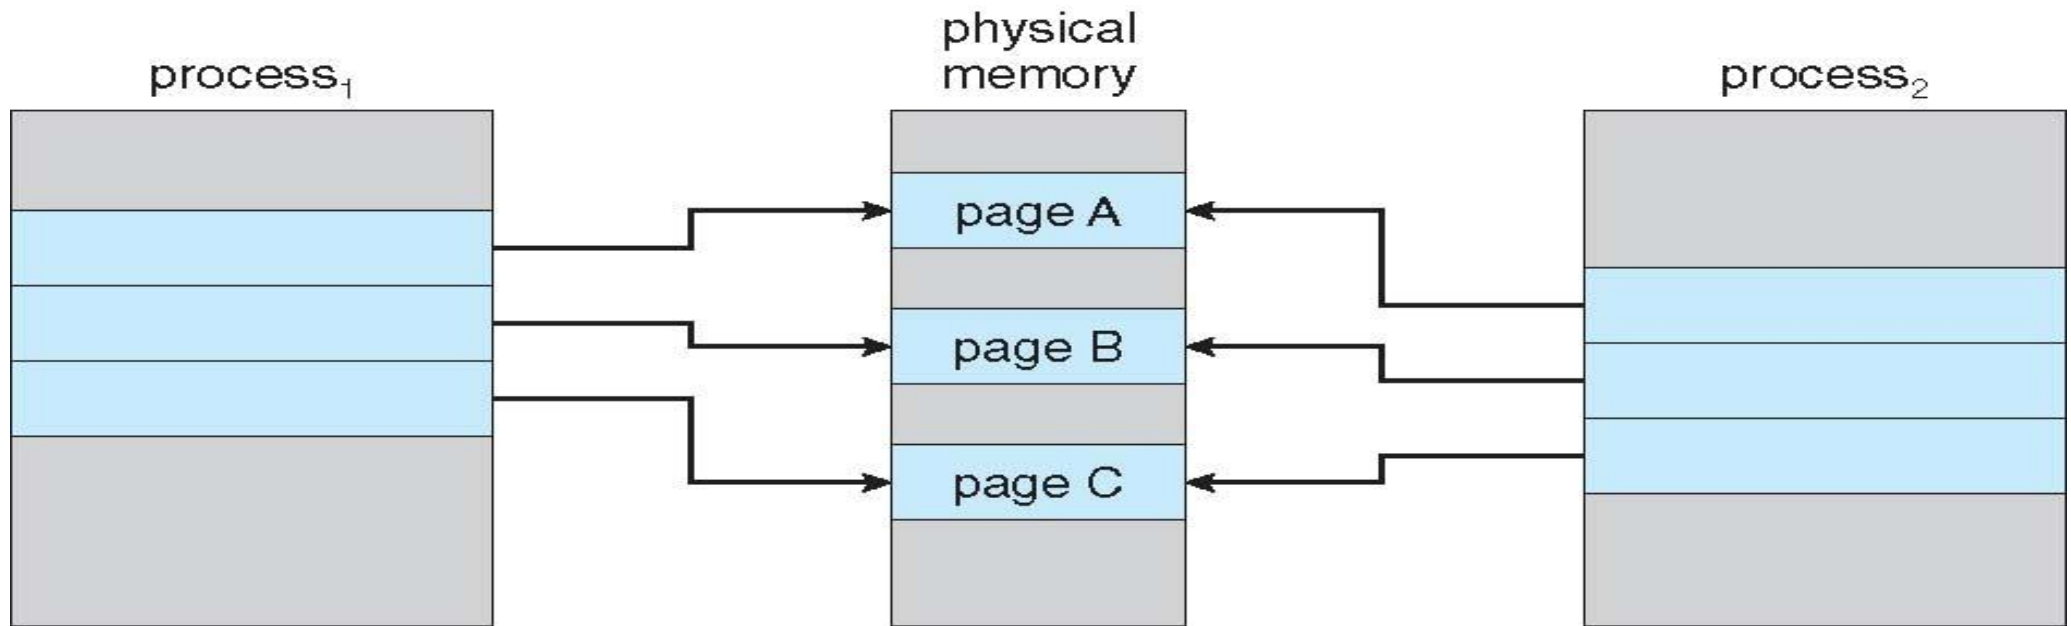 process₁
physical
memory
process₂
page A
page B
page C